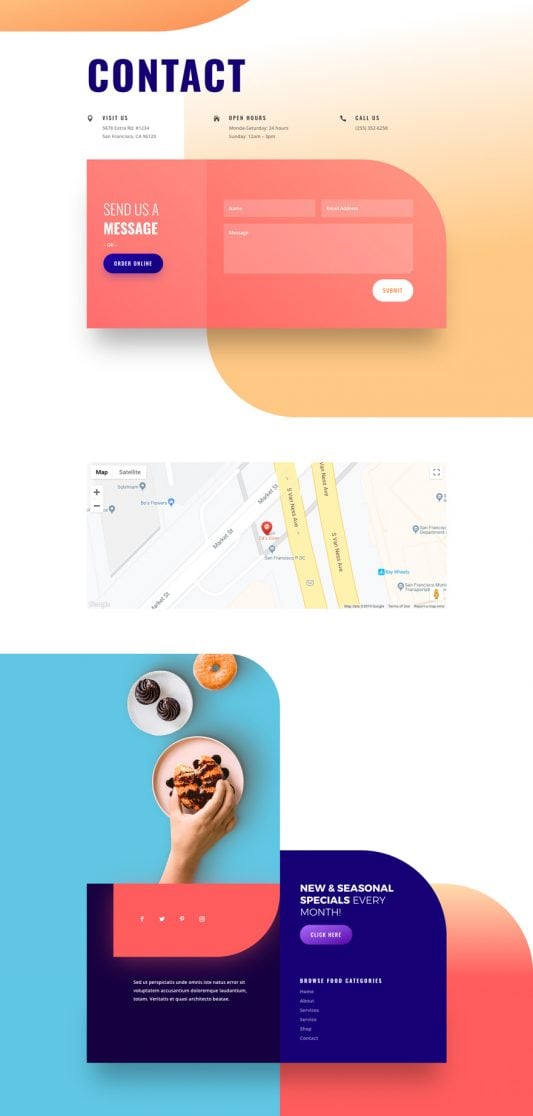 CONTACT
VISIT US
5678 Extra Rd. #1234
San Francisco, CA 96120
OPEN HOURS
Monde-Saturday: 24 hours
Sunday: 12am – 3pm
CALL US
(255) 352-6258
SEND US A
MESSAGE
- OR -
ORDER ONLINE
Name
Email Address
Message
SUBMIT
Map
Satellite
Bo's Flowers
Market St
Market St
Market St
S Van Ness Ave
S Van Ness Ave
S Van Ness Ave
San Francisco P DC
San Francisco
Department
Bay Wheels
San Francisco Muni
Transportati
Google
Map data ©2019 Google
Terms of Use
Report a map error
NEW & SEASONAL
SPECIALS EVERY
MONTH!
CLICK HERE
Sed ut perspiciatis unde omnis iste natus error sit
voluptatem accusantium doloremque laudantium,
totam. Veritatis et quasi architecto beatae.
BROWSE FOOD CATEGORIES
Home
About
Services
Service
Shop
Contact